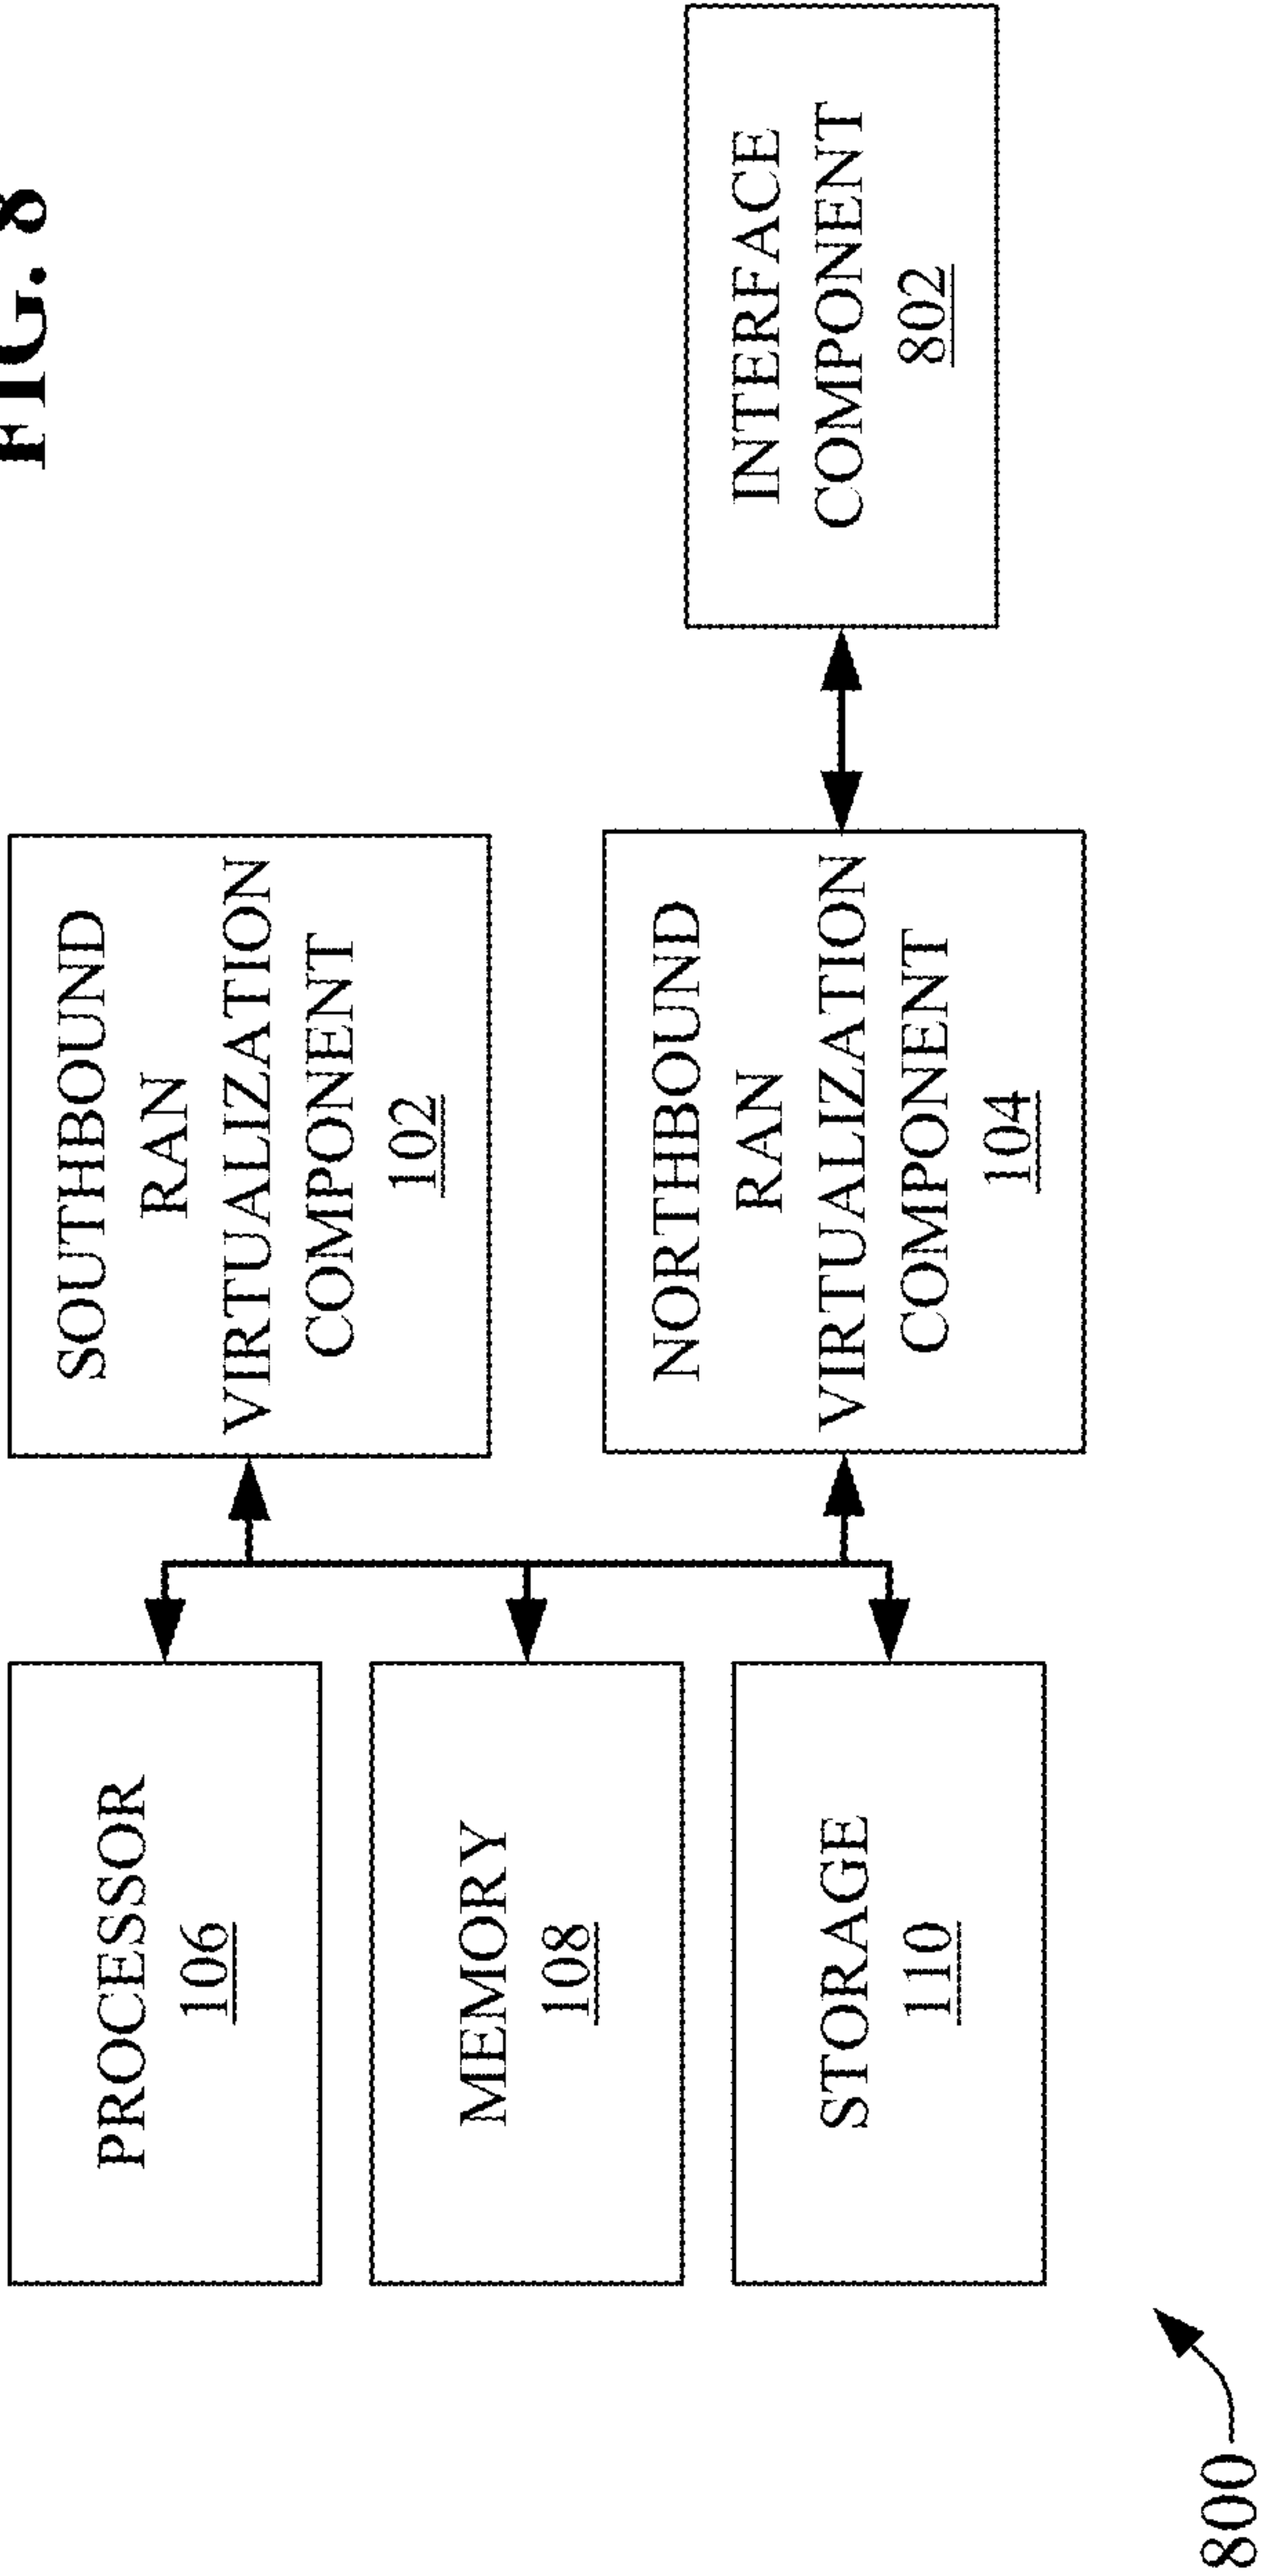 FIG. 8
PROCESSOR
106
MEMORY
108
STORAGE
110
SOUTHBOUND
RAN
VIRTUALIZATION
COMPONENT
102
NORTHBOUND
RAN
VIRTUALIZATION
COMPONENT
104
INTERFACE
COMPONENT
802
800